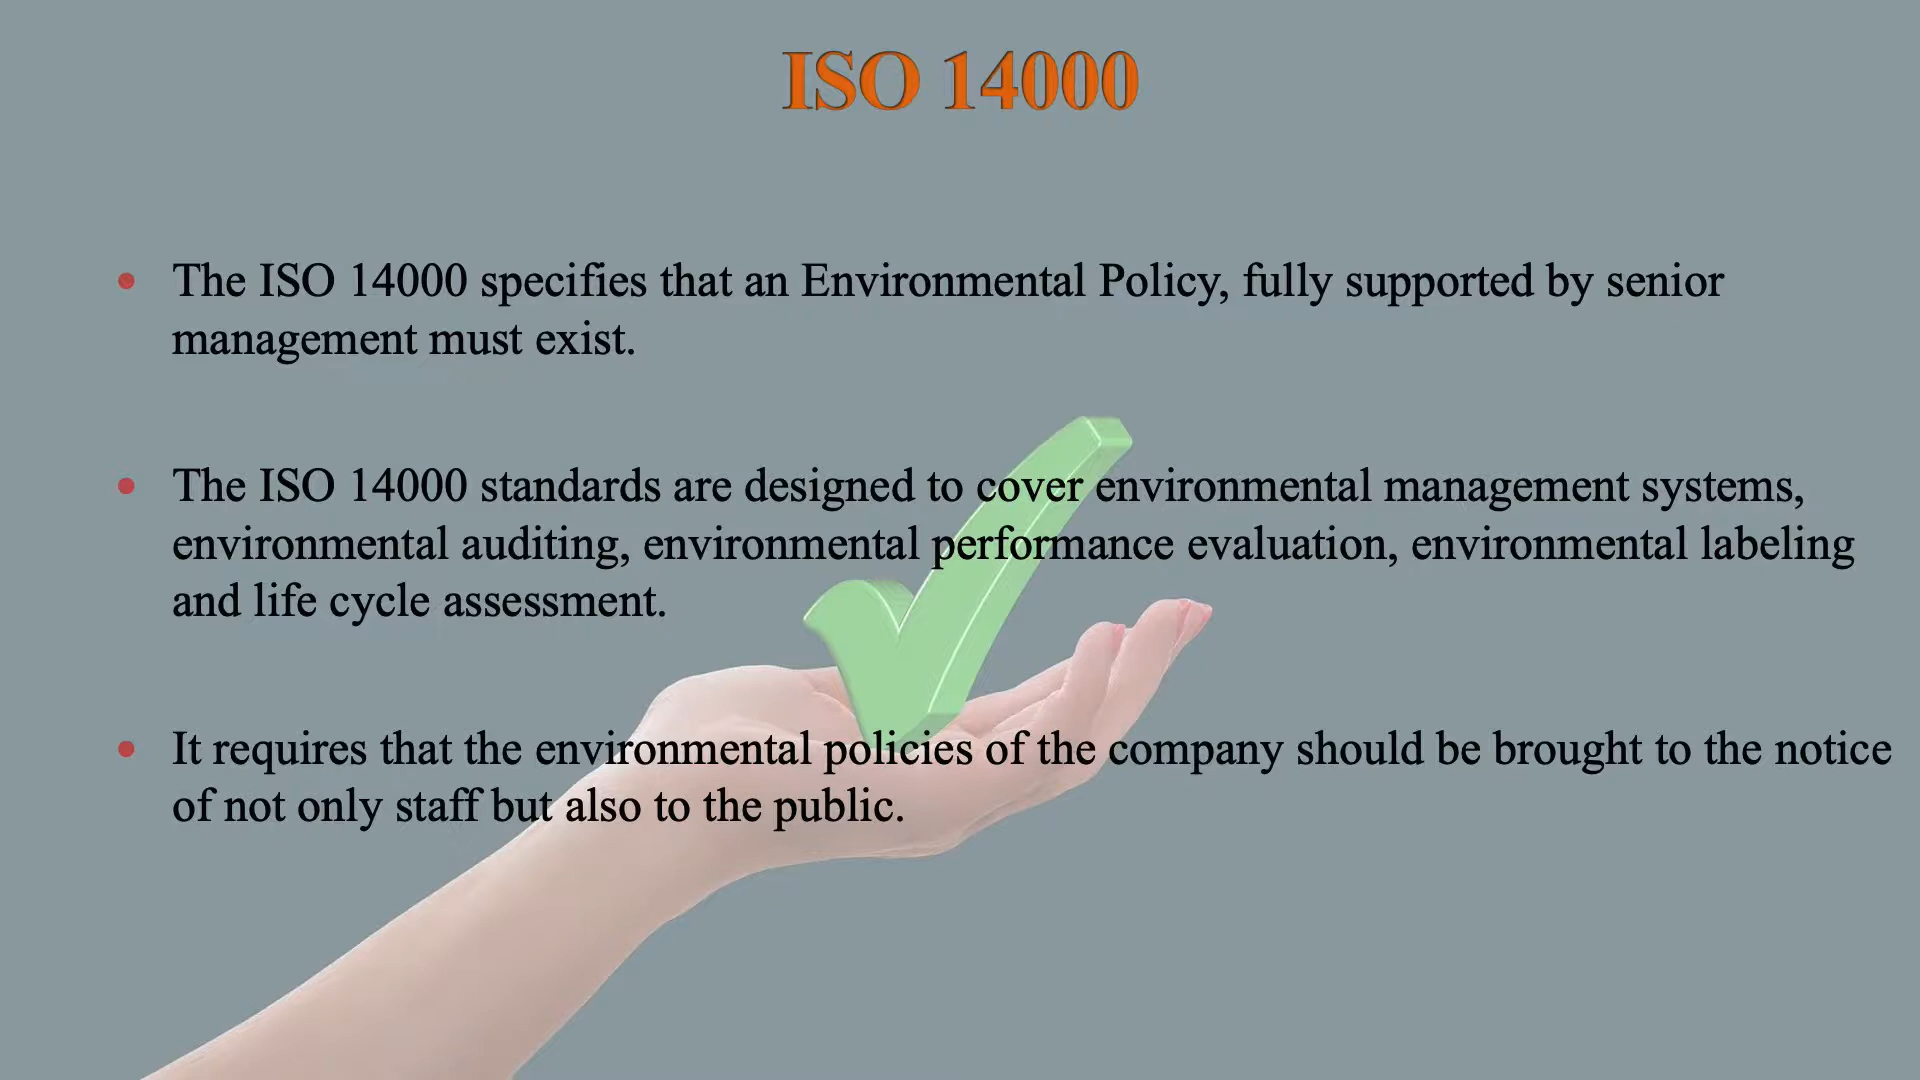 ISO 14000
• The ISO 14000 specifies that an Environmental Policy, fully supported by senior
management must exist.
• The ISO 14000 standards are designed to cover environmental management systems,
environmental auditing, environmental performance evaluation, environmental labeling
and life cycle assessment.
• It requires that the environmental policies of the company should be brought to the notice
of not only staff but also to the public.